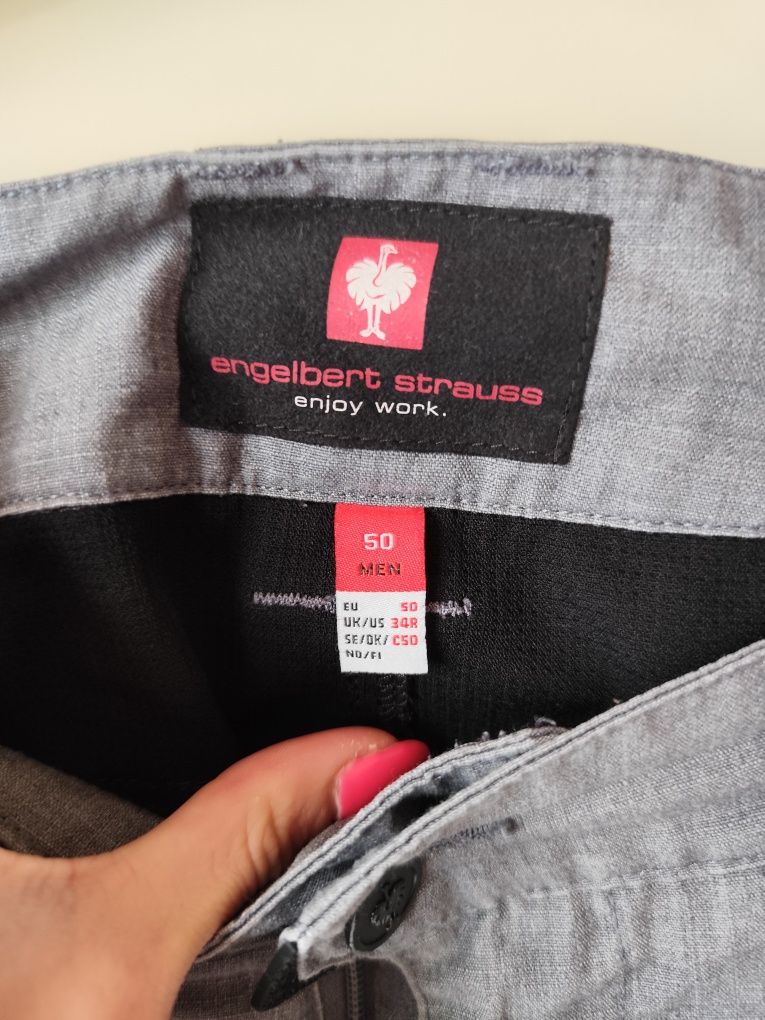 engelbert strauss
enjoy work.
50
MEN
EU 50
UK/US 34R
SE/DK/ C50
NO/FI